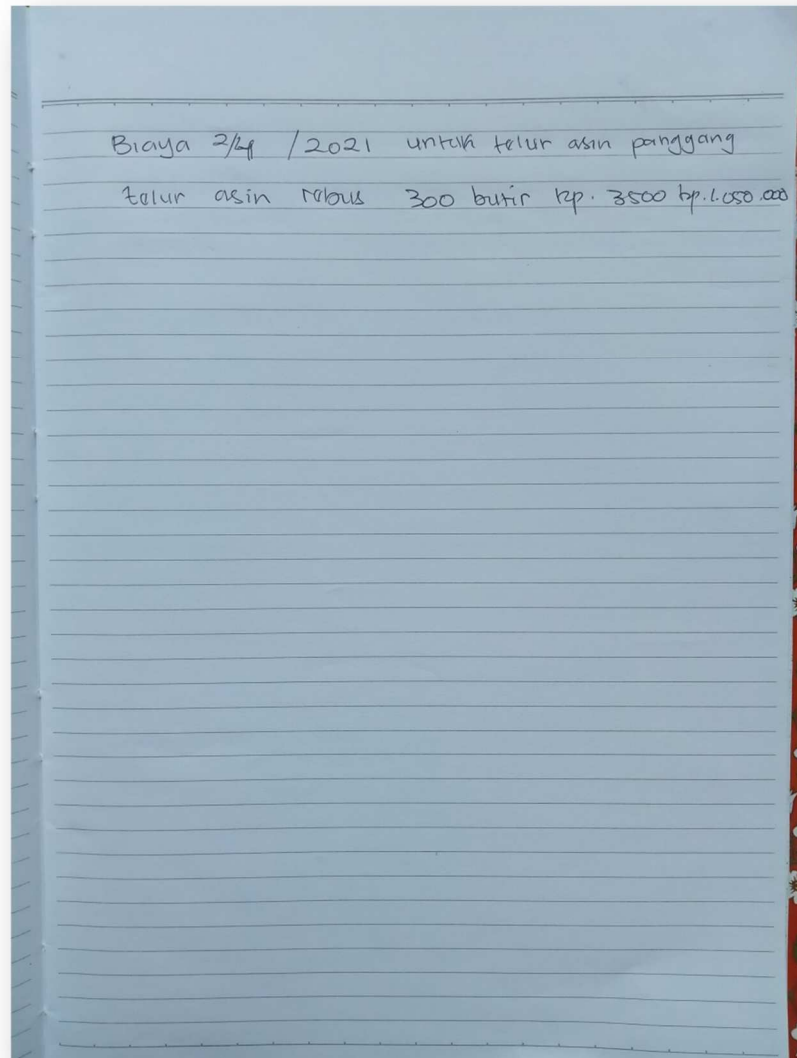 Biaya 2/4 /2021 untuk telur asin panggang
telur asin rebus 300 butir Rp. 3500 Rp. 1.050.000